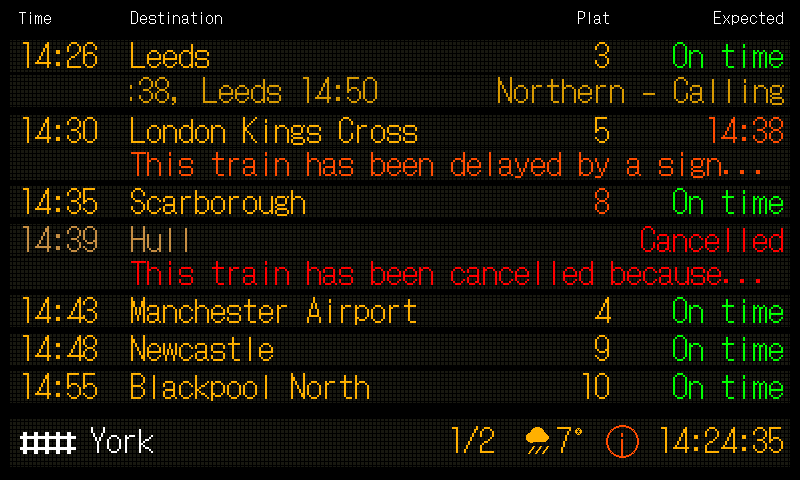 Time Destination Plat Expected
14:26 Leeds 3 On time
:38, Leeds 14:50 Northern - Calling
14:30 London Kings Cross 5 14:38
This train has been delayed by a sign...
14:35 Scarborough 8 On time
14:39 Hull Cancelled
This train has been cancelled because...
14:43 Manchester Airport 4 On time
14:48 Newcastle 9 On time
14:55 Blackpool North 10 On time
York 1/2 7° i 14:24:35